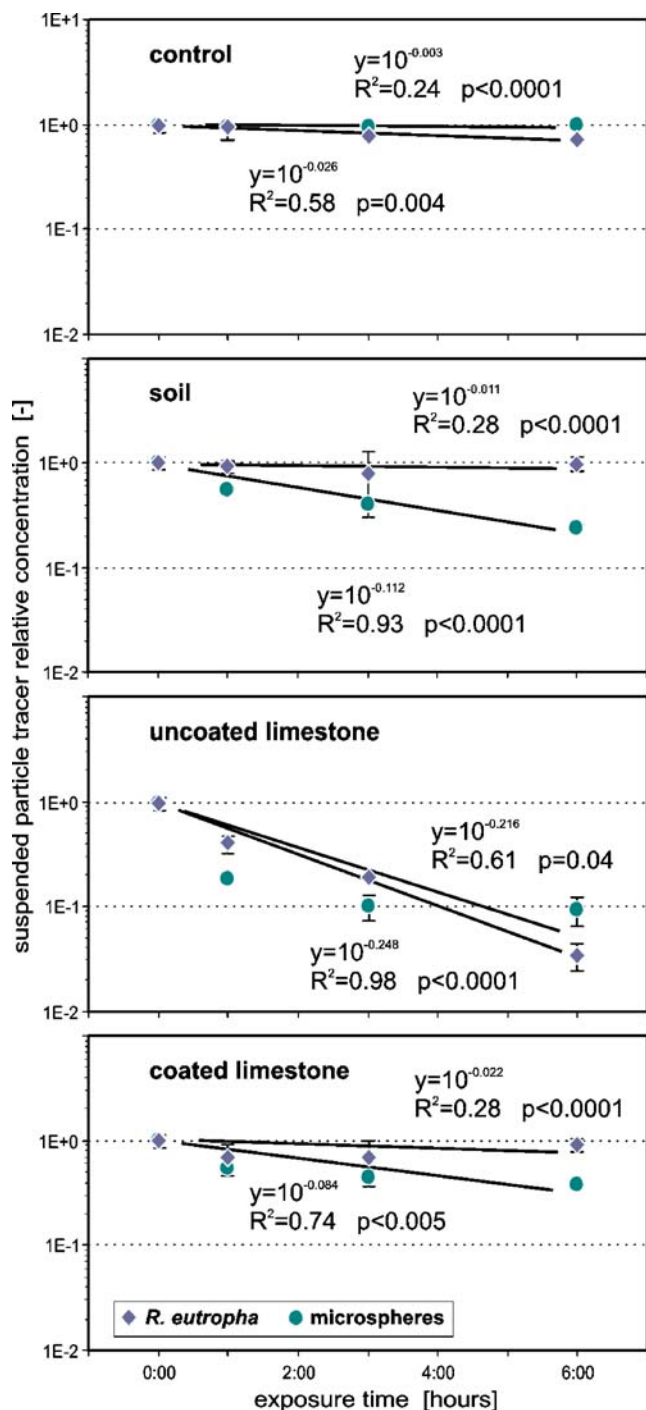 1E+1
control
y=10^-0.003
R²=0.24 p<0.0001
1E+0
y=10^-0.026
R²=0.58 p=0.004
1E-1
1E-2
soil
y=10^-0.011
R²=0.28 p<0.0001
1E+0
1E-1
y=10^-0.112
R²=0.93 p<0.0001
1E-2
suspended particle tracer relative concentration [-]
uncoated limestone
1E+0
y=10^-0.216
R²=0.61 p=0.04
1E-1
y=10^-0.248
R²=0.98 p<0.0001
1E-2
coated limestone
y=10^-0.022
R²=0.28 p<0.0001
1E+0
y=10^-0.084
R²=0.74 p<0.005
1E-1
R. eutropha microspheres
1E-2
0:00 2:00 4:00 6:00
exposure time [hours]